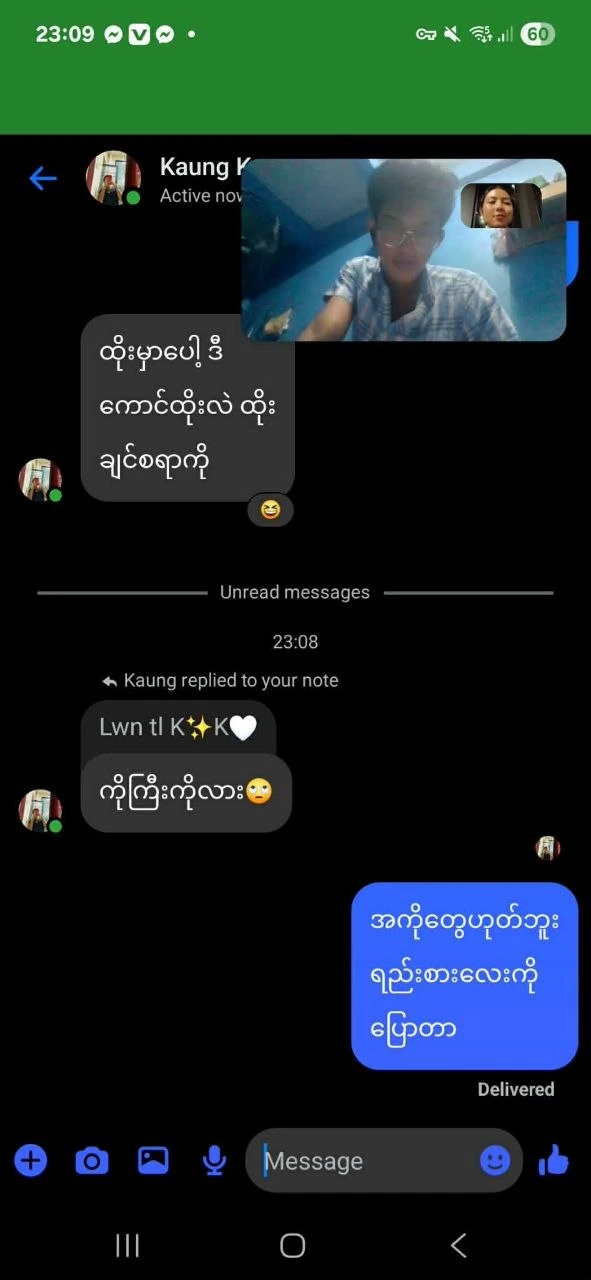 23:09
60
Kaung K
Active now
ထိုးမှာပေါ့ ဒီ
ကောင်ထိုးလဲ ထိုး
ချင်စရာကို
😆
Unread messages
23:08
Kaung replied to your note
Lwn tl K✨K🤍
ကိုကြီးကိုလား🙄
အကိုတွေဟုတ်ဘူး
ရည်းစားလေးကို
ပြောတာ
Delivered
Message